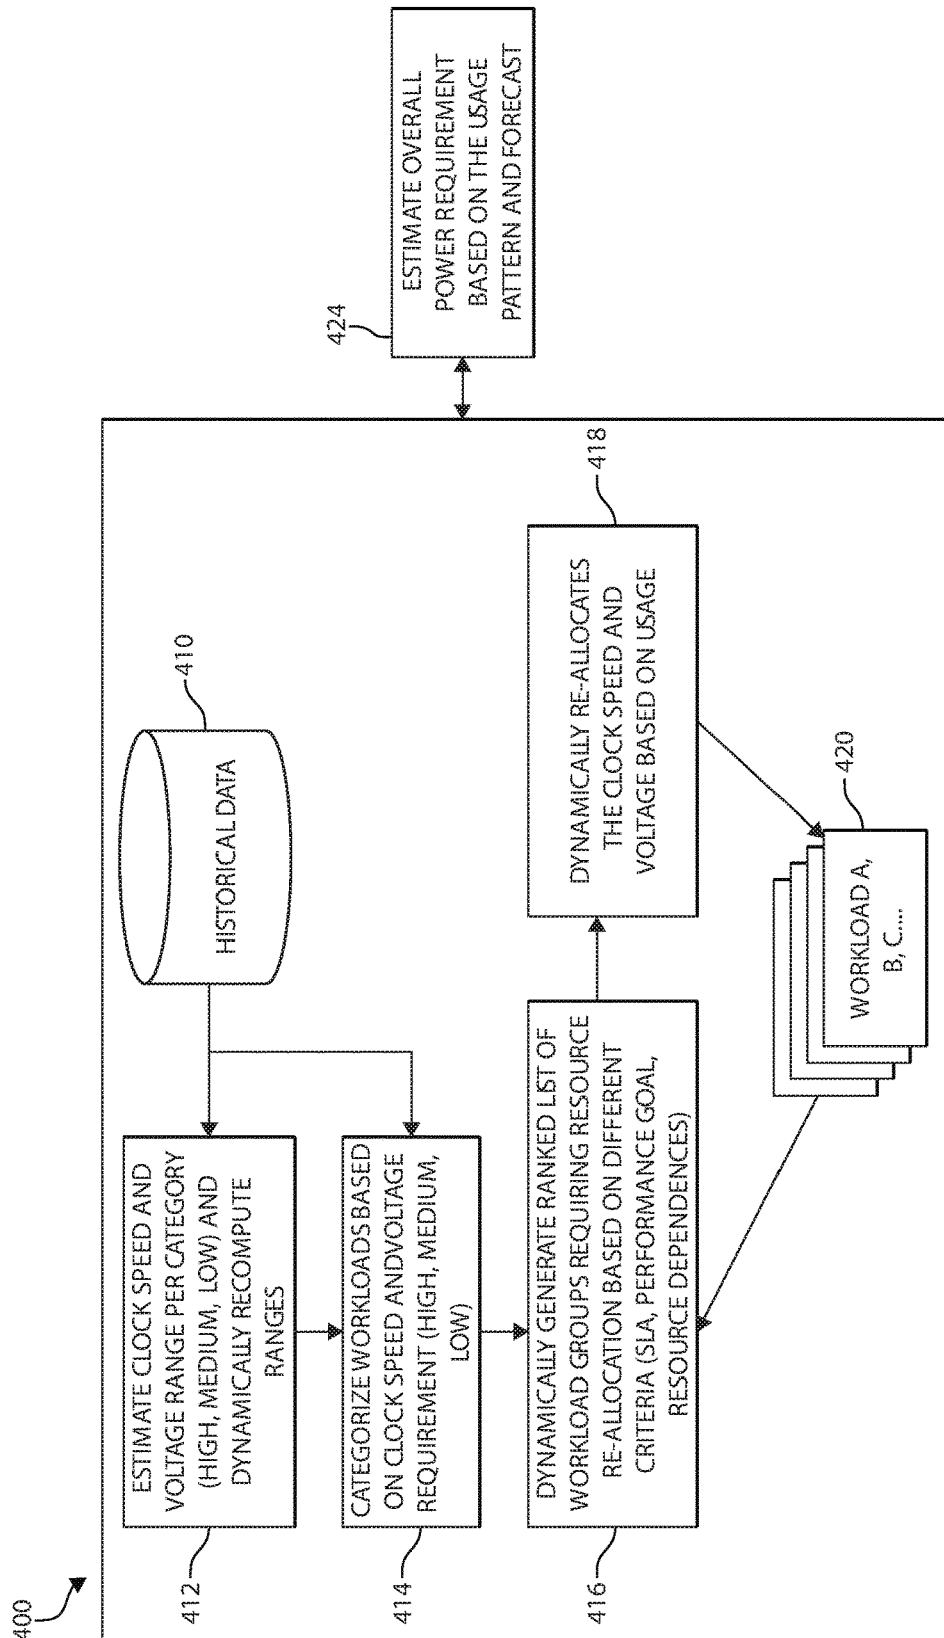 400
410
HISTORICAL DATA
412
ESTIMATE CLOCK SPEED AND
VOLTAGE RANGE PER CATEGORY
(HIGH, MEDIUM, LOW) AND
DYNAMICALLY RECOMPUTE
RANGES
414
CATEGORIZE WORKLOADS BASED
ON CLOCK SPEED ANDVOLTAGE
REQUIREMENT (HIGH, MEDIUM,
LOW)
416
DYNAMICALLY GENERATE RANKED LIST OF
WORKLOAD GROUPS REQUIRING RESOURCE
RE-ALLOCATION BASED ON DIFFERENT
CRITERIA (SLA, PERFORMANCE GOAL,
RESOURCE DEPENDENCES)
418
DYNAMICALLY RE-ALLOCATES
THE CLOCK SPEED AND
VOLTAGE BASED ON USAGE
420
WORKLOAD A,
B, C....
424
ESTIMATE OVERALL
POWER REQUIREMENT
BASED ON THE USAGE
PATTERN AND FORECAST